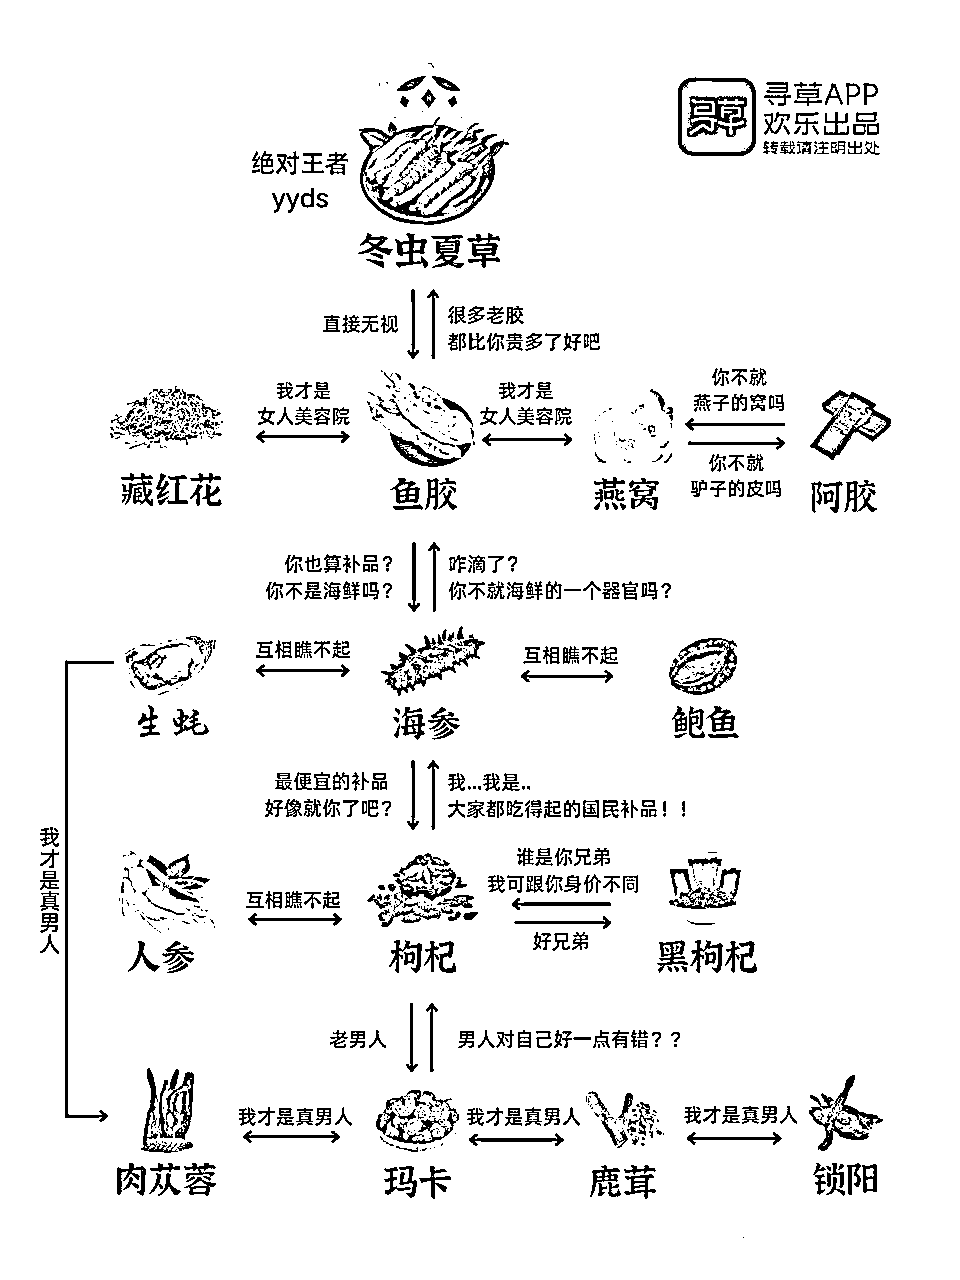 寻草
寻草APP
欢乐出品
转载请注明出处
绝对王者
yyds
冬虫夏草
直接无视
很多老胶
都比你贵多了好吧
我才是
女人美容院
我才是
女人美容院
你不就
燕子的窝吗
你不就
驴子的皮吗
藏红花
鱼胶
燕窝
阿胶
你也算补品？
你不是海鲜吗？
咋滴了？
你不就海鲜的一个器官吗？
互相瞧不起
互相瞧不起
生蚝
海参
鲍鱼
最便宜的补品
好像就你了吧？
我...我是..
大家都吃得起的国民补品！！
我才是真男人
互相瞧不起
谁是你兄弟
我可跟你身价不同
好兄弟
人参
枸杞
黑枸杞
老男人
男人对自己好一点有错？？
我才是真男人
我才是真男人
我才是真男人
肉苁蓉
玛卡
鹿茸
锁阳